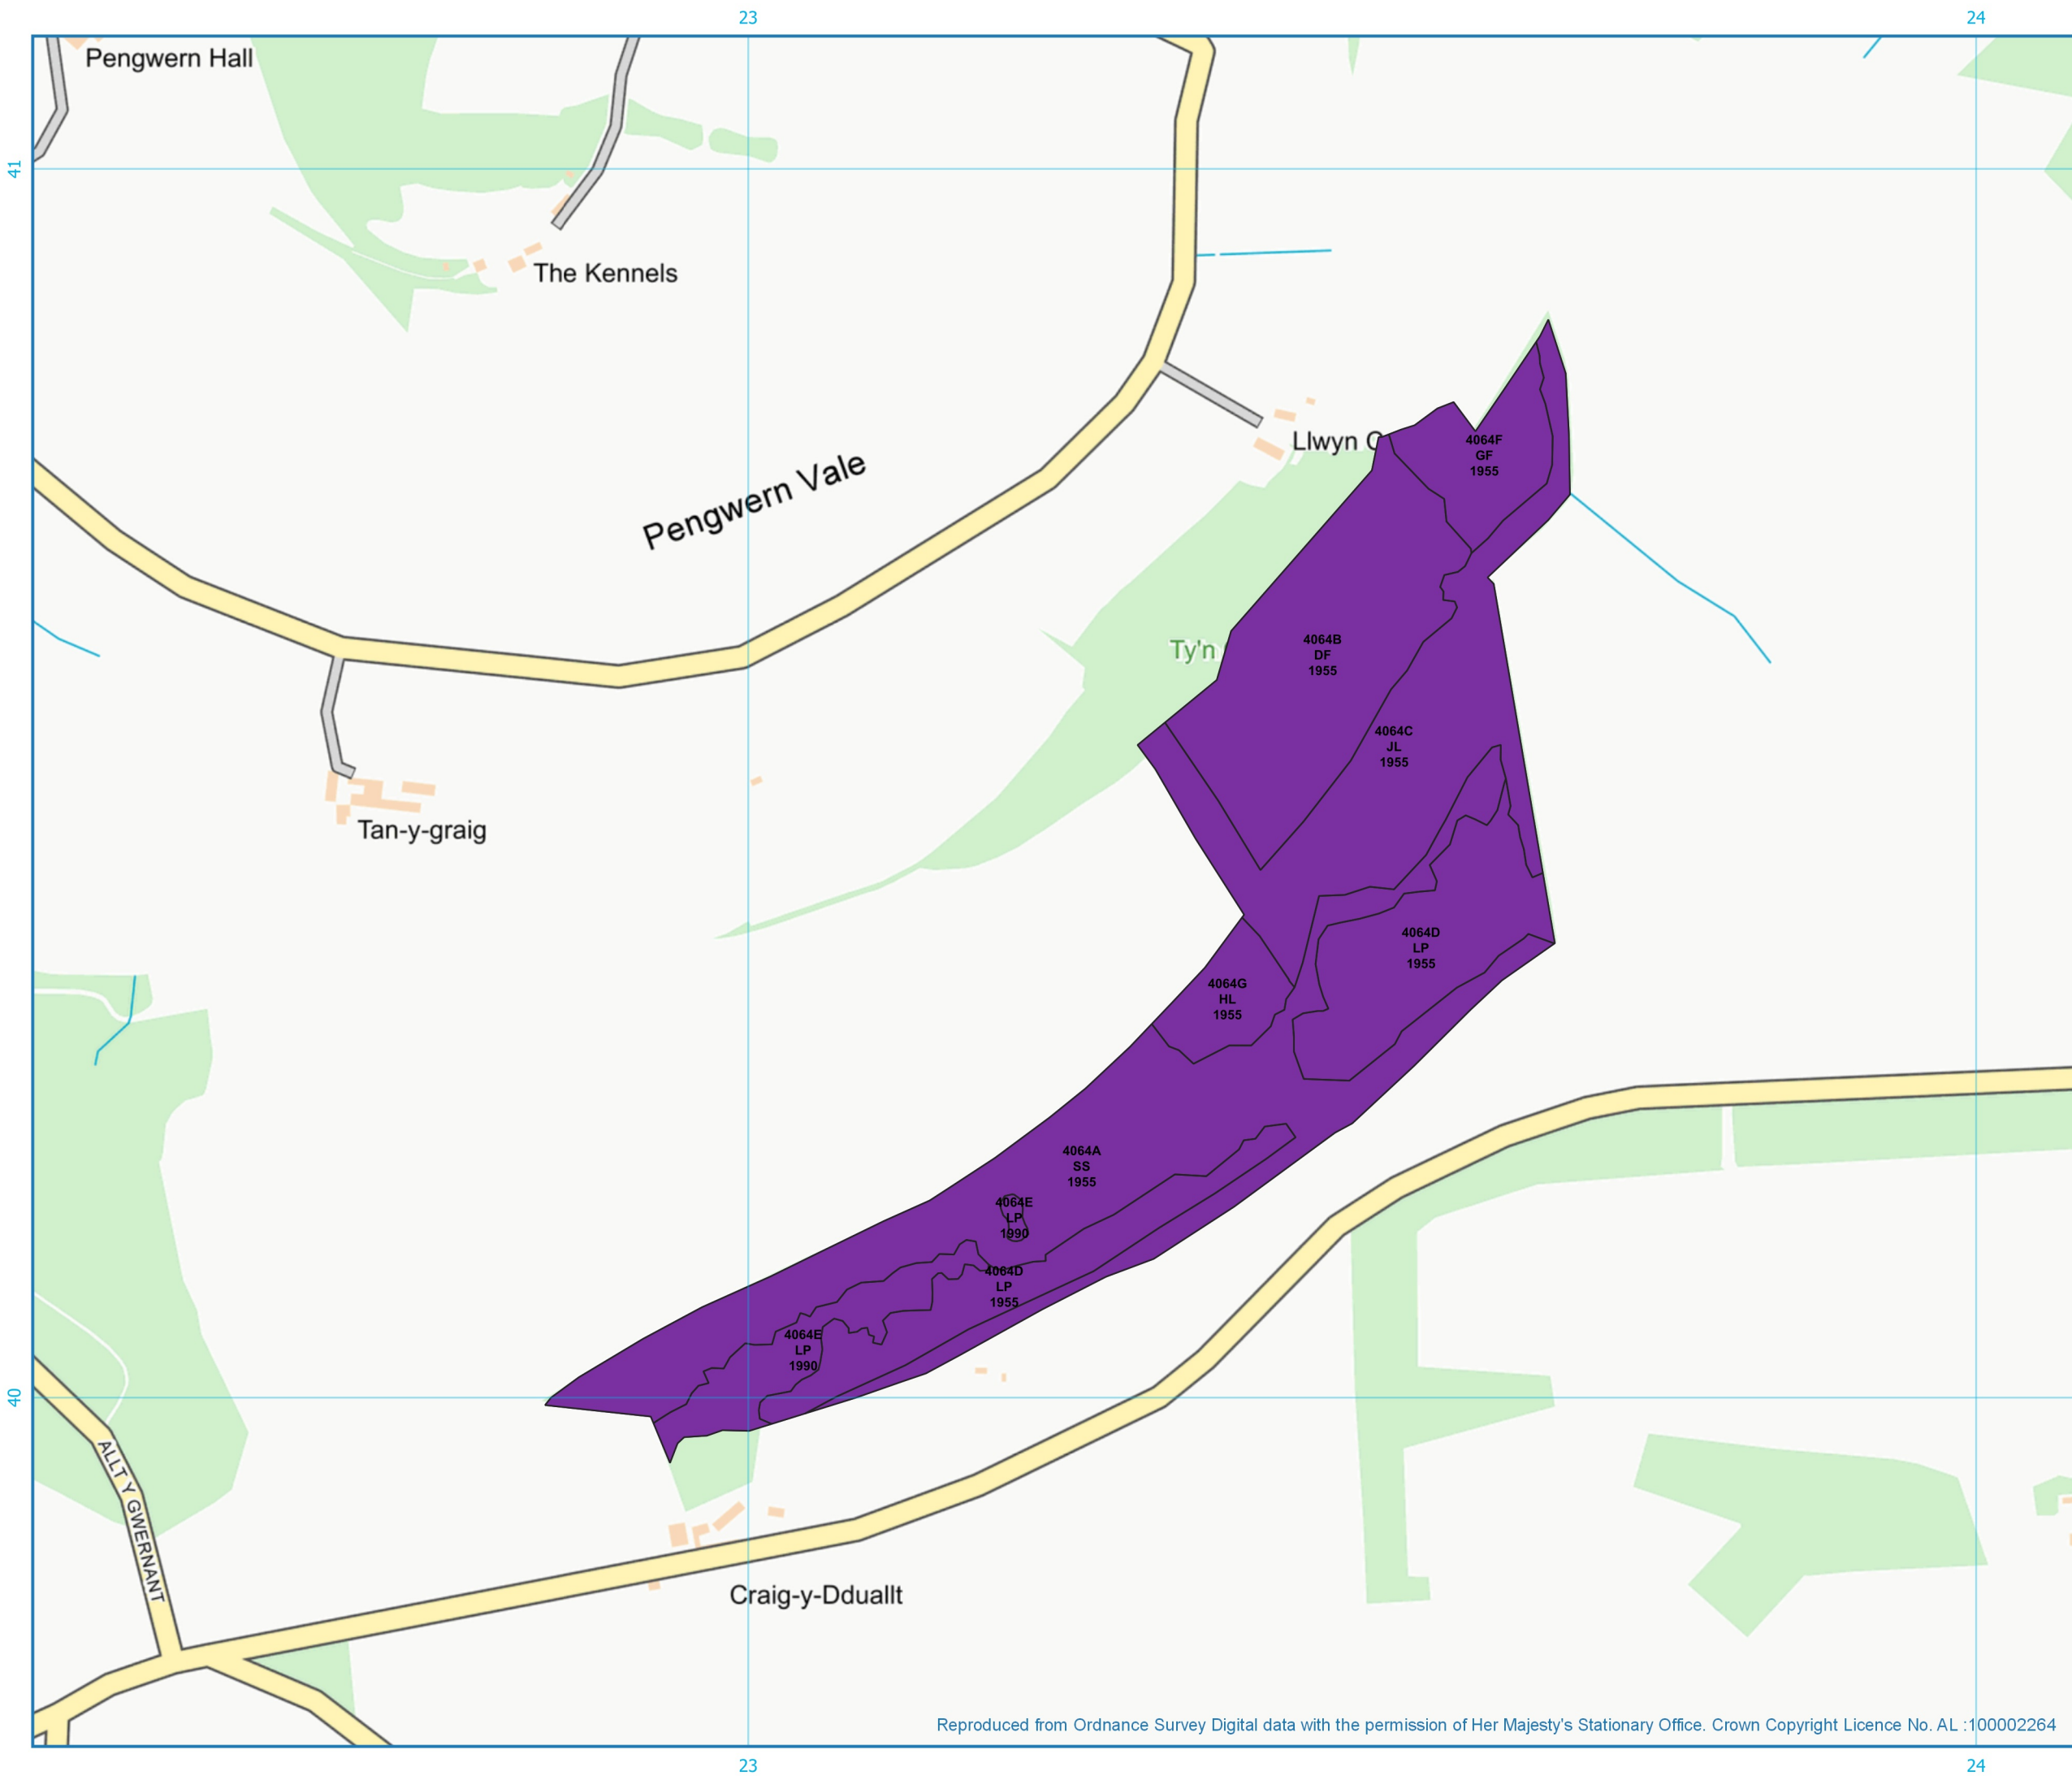 23
24
Pengwern Hall
41
The Kennels
Llwyn
4064F
GF
1955
Pengwern Vale
4064B
DF
1955
Ty'n
4064C
JL
1955
Tan-y-graig
4064D
LP
1955
4064G
HL
1955
4064A
SS
1955
4064E
LP
1990
4064D
LP
1955
4064E
LP
1990
40
ALLT Y GWERNANT
Craig-y-Dduallt
Reproduced from Ordnance Survey Digital data with the permission of Her Majesty's Stationary Office. Crown Copyright Licence No. AL :100002264
23
24